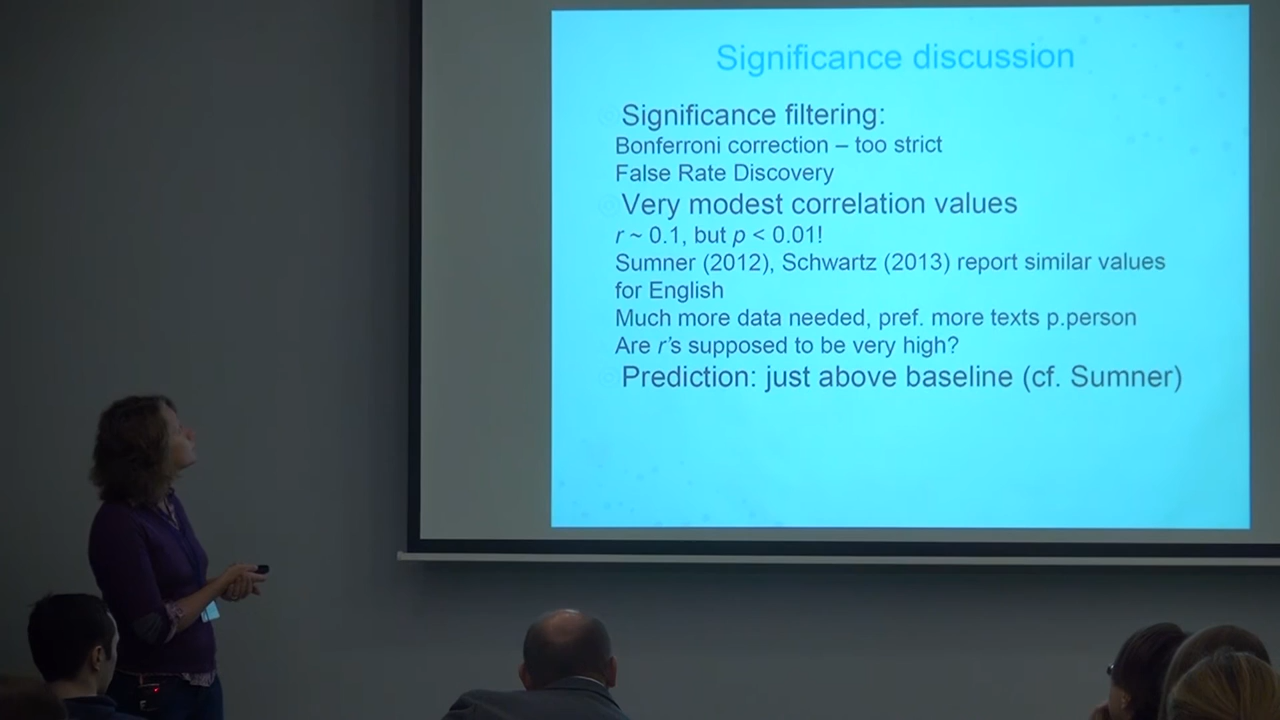 Significance discussion
Significance filtering:
Bonferroni correction – too strict
False Rate Discovery
Very modest correlation values
r ~ 0.1, but p < 0.01!
Sumner (2012), Schwartz (2013) report similar values
for English
Much more data needed, pref. more texts p.person
Are r's supposed to be very high?
Prediction: just above baseline (cf. Sumner)